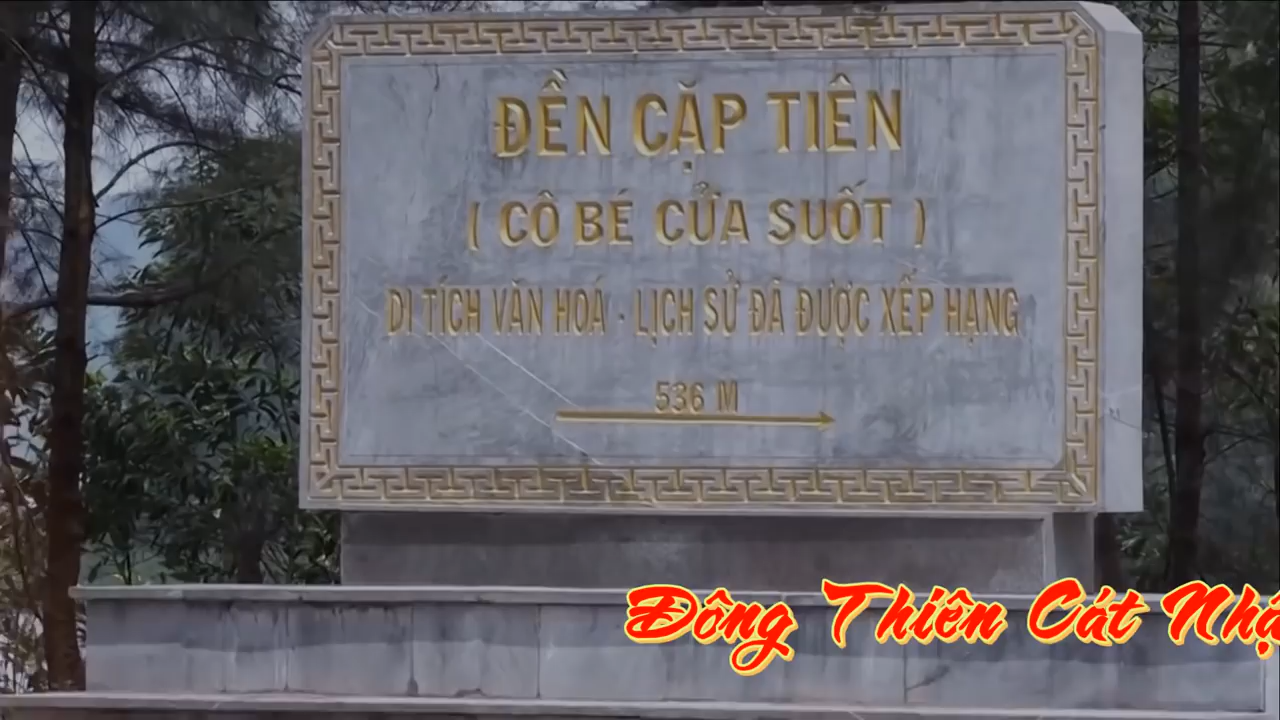 ĐỀN CẶP TIÊN
( CÔ BÉ CỬA SUỐT )
DI TÍCH VĂN HOÁ - LỊCH SỬ ĐÃ ĐƯỢC XẾP HẠNG
536 M
Đông Thiên Cát